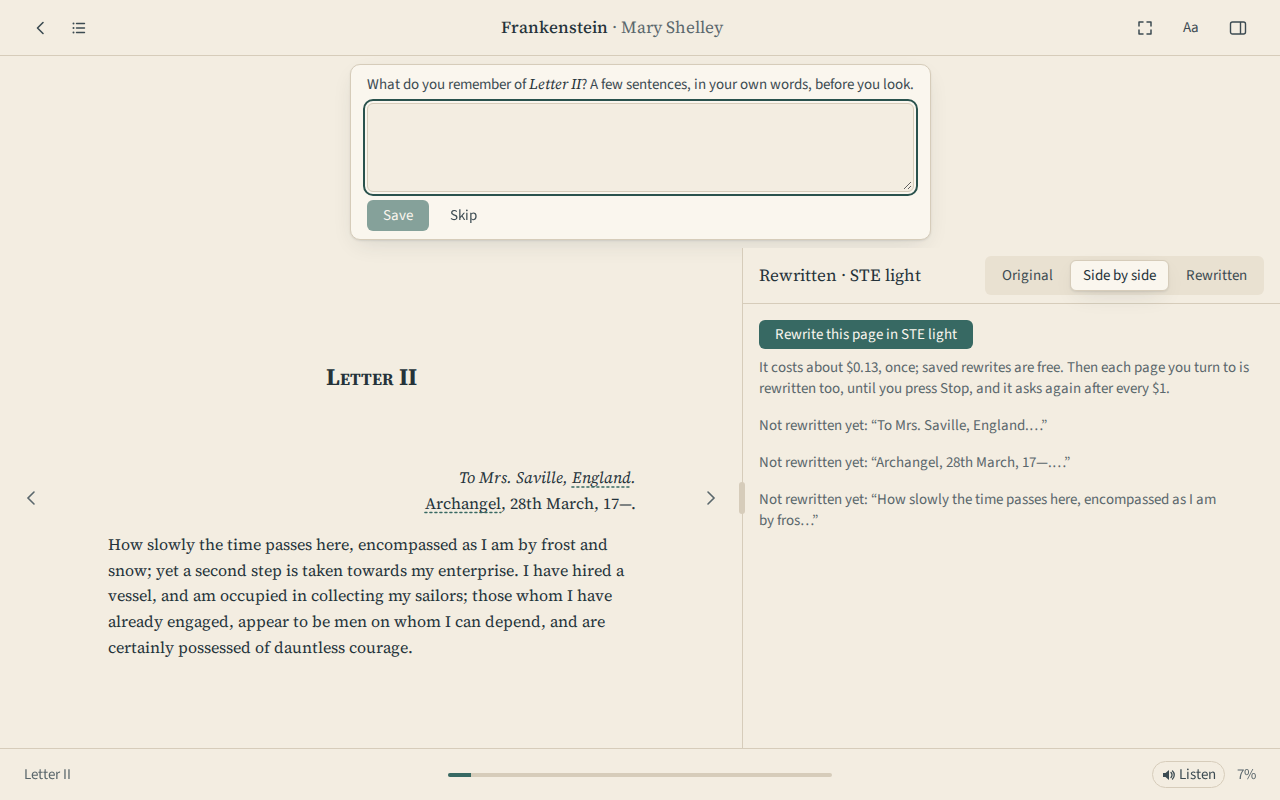 Frankenstein · Mary Shelley
Aa
What do you remember of Letter II? A few sentences, in your own words, before you look.
Save
Skip
Letter II
To Mrs. Saville, England.
Archangel, 28th March, 17—.
How slowly the time passes here, encompassed as I am by frost and
snow; yet a second step is taken towards my enterprise. I have hired a
vessel, and am occupied in collecting my sailors; those whom I have
already engaged, appear to be men on whom I can depend, and are
certainly possessed of dauntless courage.
Rewritten · STE light
Original
Side by side
Rewritten
Rewrite this page in STE light
It costs about $0.13, once; saved rewrites are free. Then each page you turn to is
rewritten too, until you press Stop, and it asks again after every $1.
Not rewritten yet: “To Mrs. Saville, England.…”
Not rewritten yet: “Archangel, 28th March, 17—.…”
Not rewritten yet: “How slowly the time passes here, encompassed as I am
by fros…”
Letter II
Listen
7%